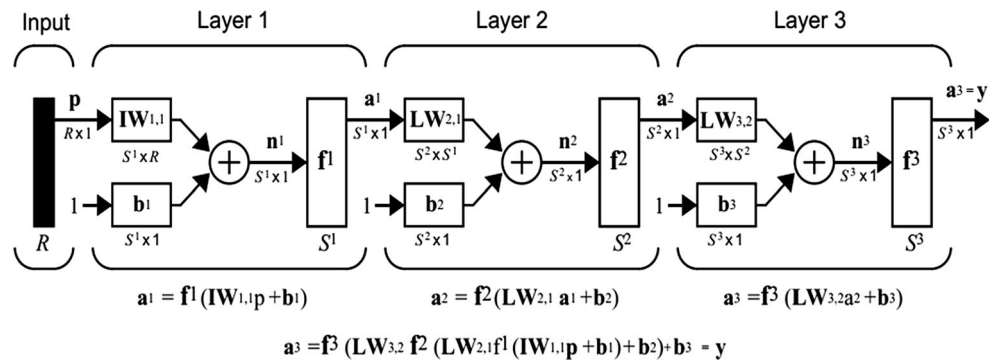 Input Layer 1 Layer 2 Layer 3
p a¹ a² a3 = y
R x 1 IW1,1 S¹ x 1 LW2,1 S² x 1 LW3,2 S³ x 1
S¹ x R n¹ S² x S¹ n² S³ x S² n³
+ f1 + f2 + f3
S¹ x 1 S² x 1 S³ x 1
1 b1 1 b2 1 b3
R S¹ x 1 S¹ S² x 1 S² S³ x 1 S³
a1 = f1 (IW1,1p + b1) a2 = f2 (LW2,1 a1 + b2) a3 = f3 (LW3,2a2 + b3)
a3 =f3 (LW3,2 f2 (LW2,1f1 (IW1,1p + b1) + b2)+ b3 = y